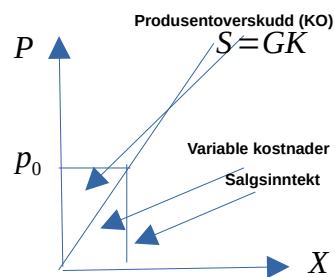 Produsentoverskudd (KO)
P
S=GK
Variable kostnader
p0
Salgsinntekt
X